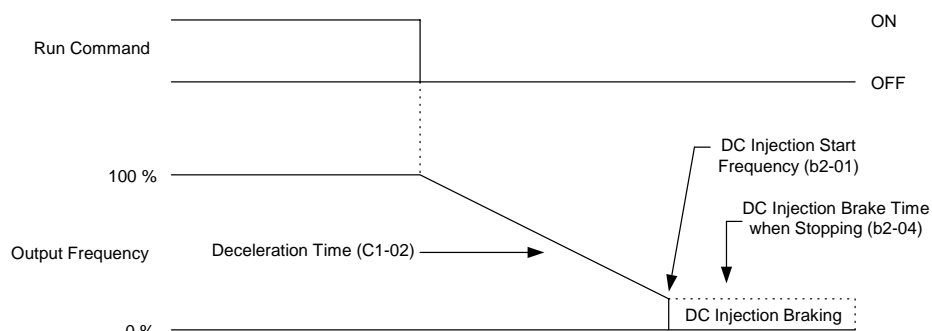 ON
Run Command
OFF
DC Injection Start
Frequency (b2-01)
100 %
DC Injection Brake Time
when Stopping (b2-04)
Output Frequency
Deceleration Time (C1-02)
DC Injection Braking
0 %